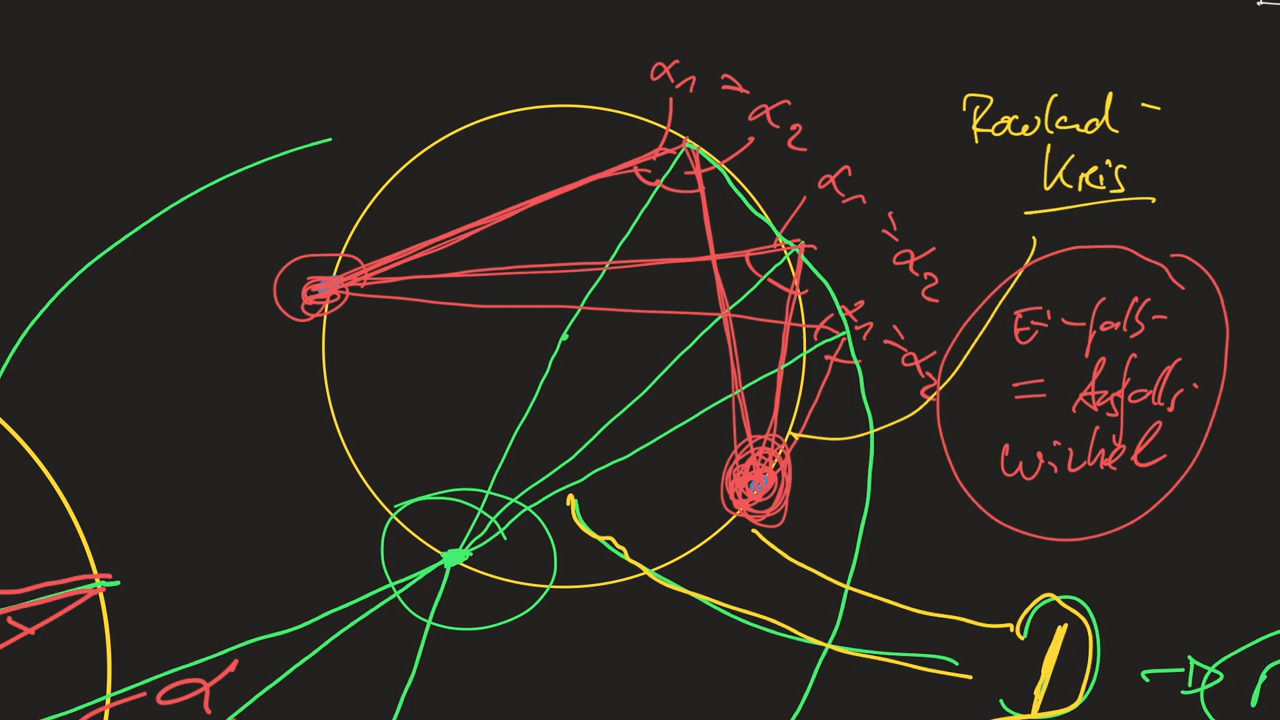 α1 = α2
Rowland-
Kreis
α1 = α2
α1 = α2
Einfalls-
= Ausfalls-
winkel
D
α